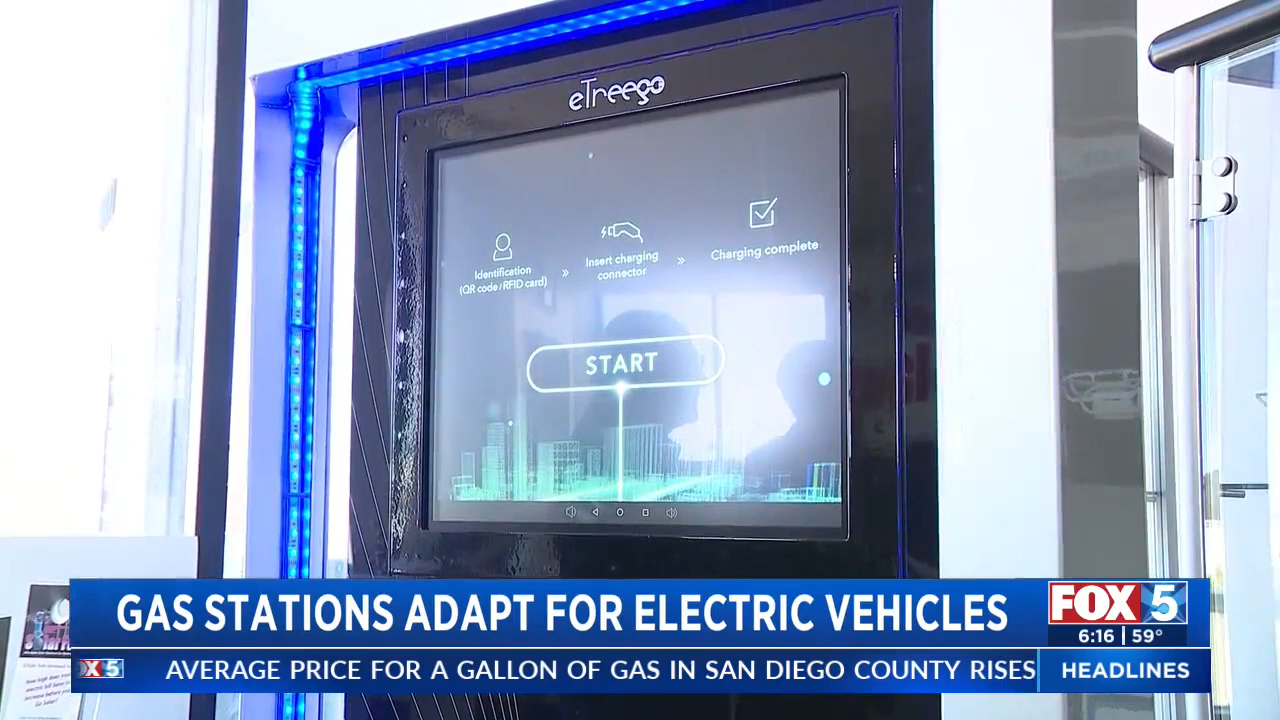 eTreego
Identification
(QR code / RFID card)
»
Insert charging
connector
»
Charging complete
START
GAS STATIONS ADAPT FOR ELECTRIC VEHICLES
FOX 5
6:16 | 59°
X 5
AVERAGE PRICE FOR A GALLON OF GAS IN SAN DIEGO COUNTY RISES
HEADLINES